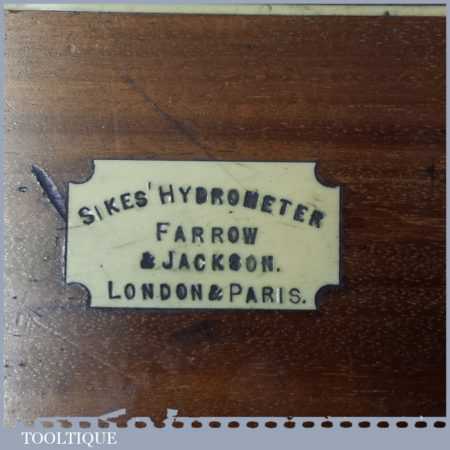 SIKES' HYDROMETER
FARROW
& JACKSON.
LONDON & PARIS.
TOOLTIQUE